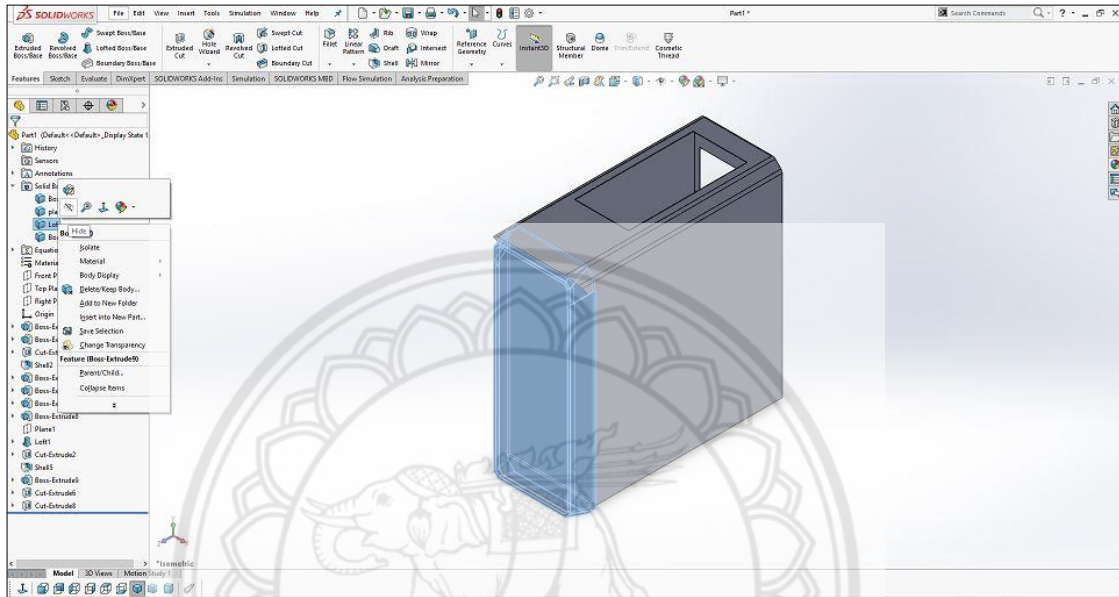 SOLIDWORKS
File Edit View Insert Tools Simulation Window Help
Part1 *
Search Commands
Extruded Boss/Base
Revolved Boss/Base
Swept Boss/Base
Lofted Boss/Base
Boundary Boss/Base
Extruded Cut
Hole Wizard
Revolved Cut
Swept Cut
Lofted Cut
Boundary Cut
Fillet
Linear Pattern
Rib
Draft
Shell
Wrap
Intersect
Mirror
Reference Geometry
Curves
Instant3D
Structural Member
Dome
Trim/Extend
Cosmetic Thread
Features Sketch Evaluate DimXpert SOLIDWORKS Add-Ins Simulation SOLIDWORKS MBD Flow Simulation Analysis Preparation
Part1 (Default<<Default>_Display State 1
History
Sensors
Annotations
Solid Bo
Bo
pla
Lof
Bo
Hide
Isolate
Material
Body Display
Delete/Keep Body...
Add to New Folder
Insert into New Part...
Save Selection
Change Transparency
Feature (Boss-Extrude9)
Parent/Child...
Collapse Items
Equatio
Materia
Front P
Top Pla
Right P
Origin
Boss-Ex
Boss-Ex
Cut-Ext
Shell2
Boss-Ex
Boss-Ex
Boss-Ex
Boss-Extrude8
Plane1
Loft1
Cut-Extrude2
Shell5
Boss-Extrude9
Cut-Extrude6
Cut-Extrude8
*Isometric
Model 3D Views Motion Study 1